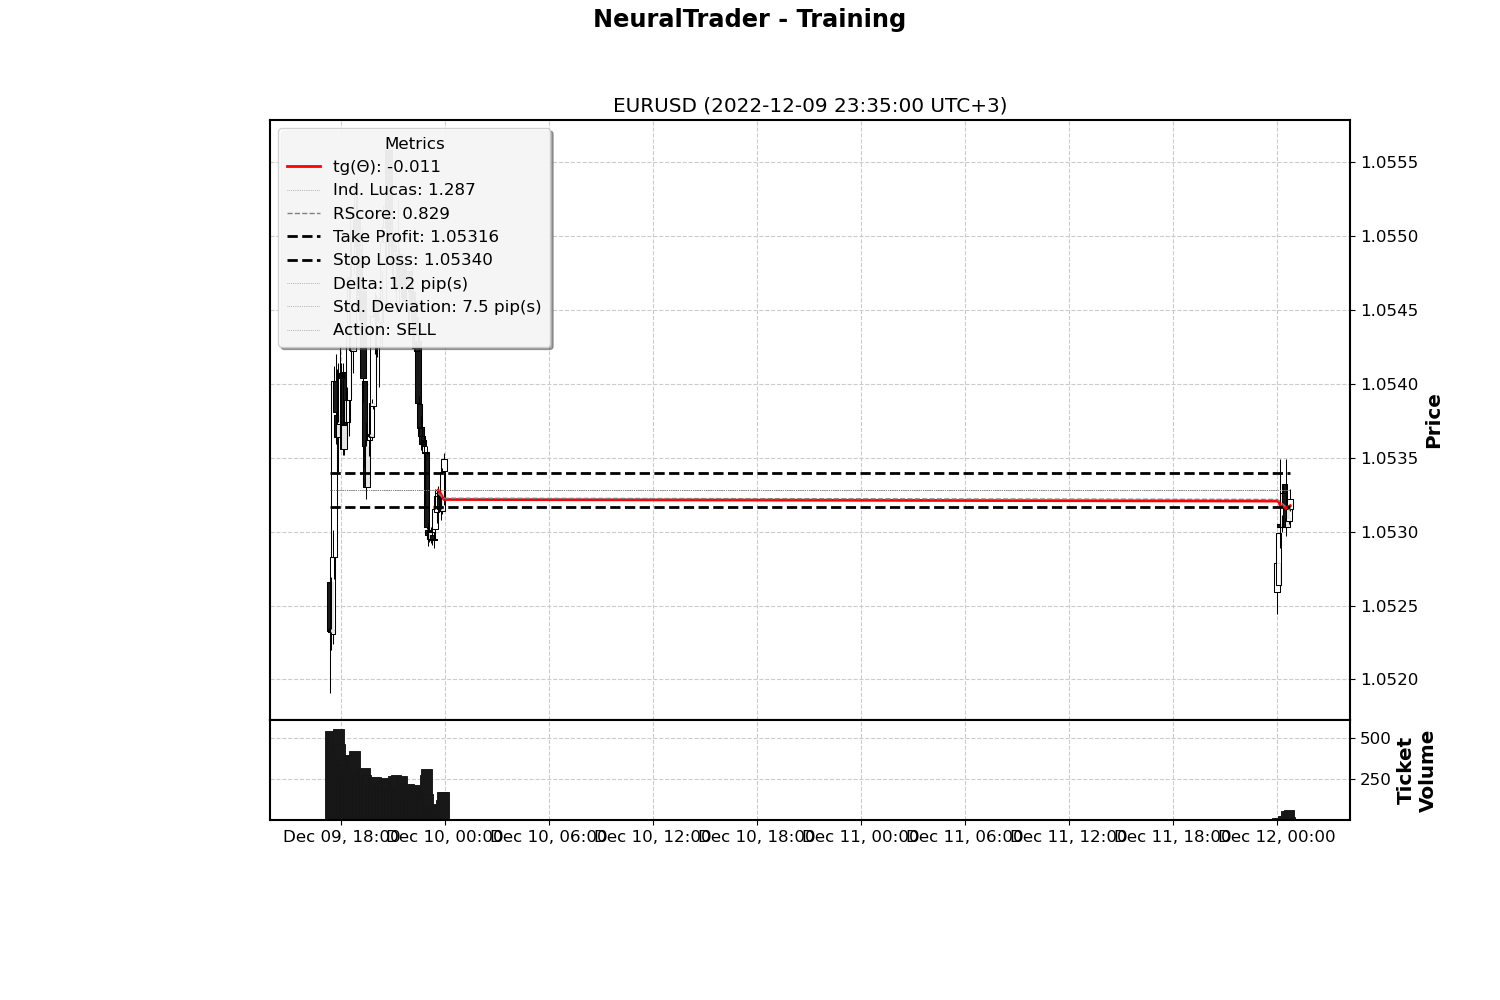 NeuralTrader - Training
EURUSD (2022-12-09 23:35:00 UTC+3)
Metrics
tg(Θ): -0.011
Ind. Lucas: 1.287
RScore: 0.829
Take Profit: 1.05316
Stop Loss: 1.05340
Delta: 1.2 pip(s)
Std. Deviation: 7.5 pip(s)
Action: SELL
1.0555
1.0550
1.0545
1.0540
1.0535
1.0530
1.0525
1.0520
Price
500
250
Ticket
Volume
Dec 09, 18:00
Dec 10, 00:00
Dec 10, 06:00
Dec 10, 12:00
Dec 10, 18:00
Dec 11, 00:00
Dec 11, 06:00
Dec 11, 12:00
Dec 11, 18:00
Dec 12, 00:00